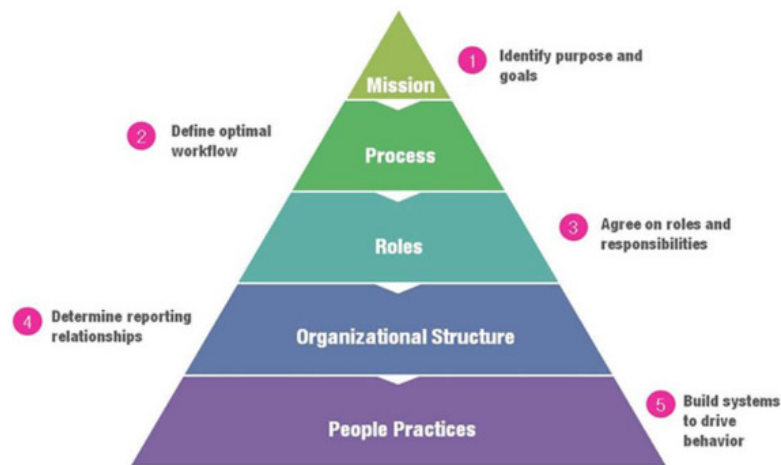 Mission
1
Identify purpose and
goals
2
Define optimal
workflow
Process
Roles
3
Agree on roles and
responsibilities
4
Determine reporting
relationships
Organizational Structure
People Practices
5
Build systems
to drive
behavior